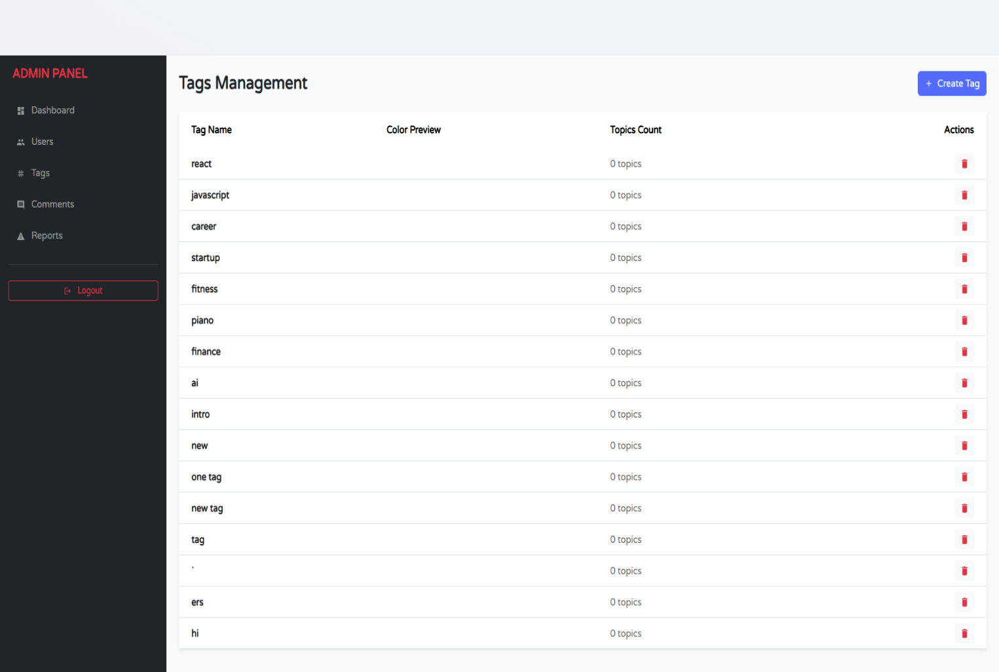 ADMIN PANEL
Dashboard
Users
Tags
Comments
Reports
Logout
Tags Management
+ Create Tag
Tag Name Color Preview Topics Count Actions
react 0 topics
javascript 0 topics
career 0 topics
startup 0 topics
fitness 0 topics
piano 0 topics
finance 0 topics
ai 0 topics
intro 0 topics
new 0 topics
one tag 0 topics
new tag 0 topics
tag 0 topics
` 0 topics
ers 0 topics
hi 0 topics